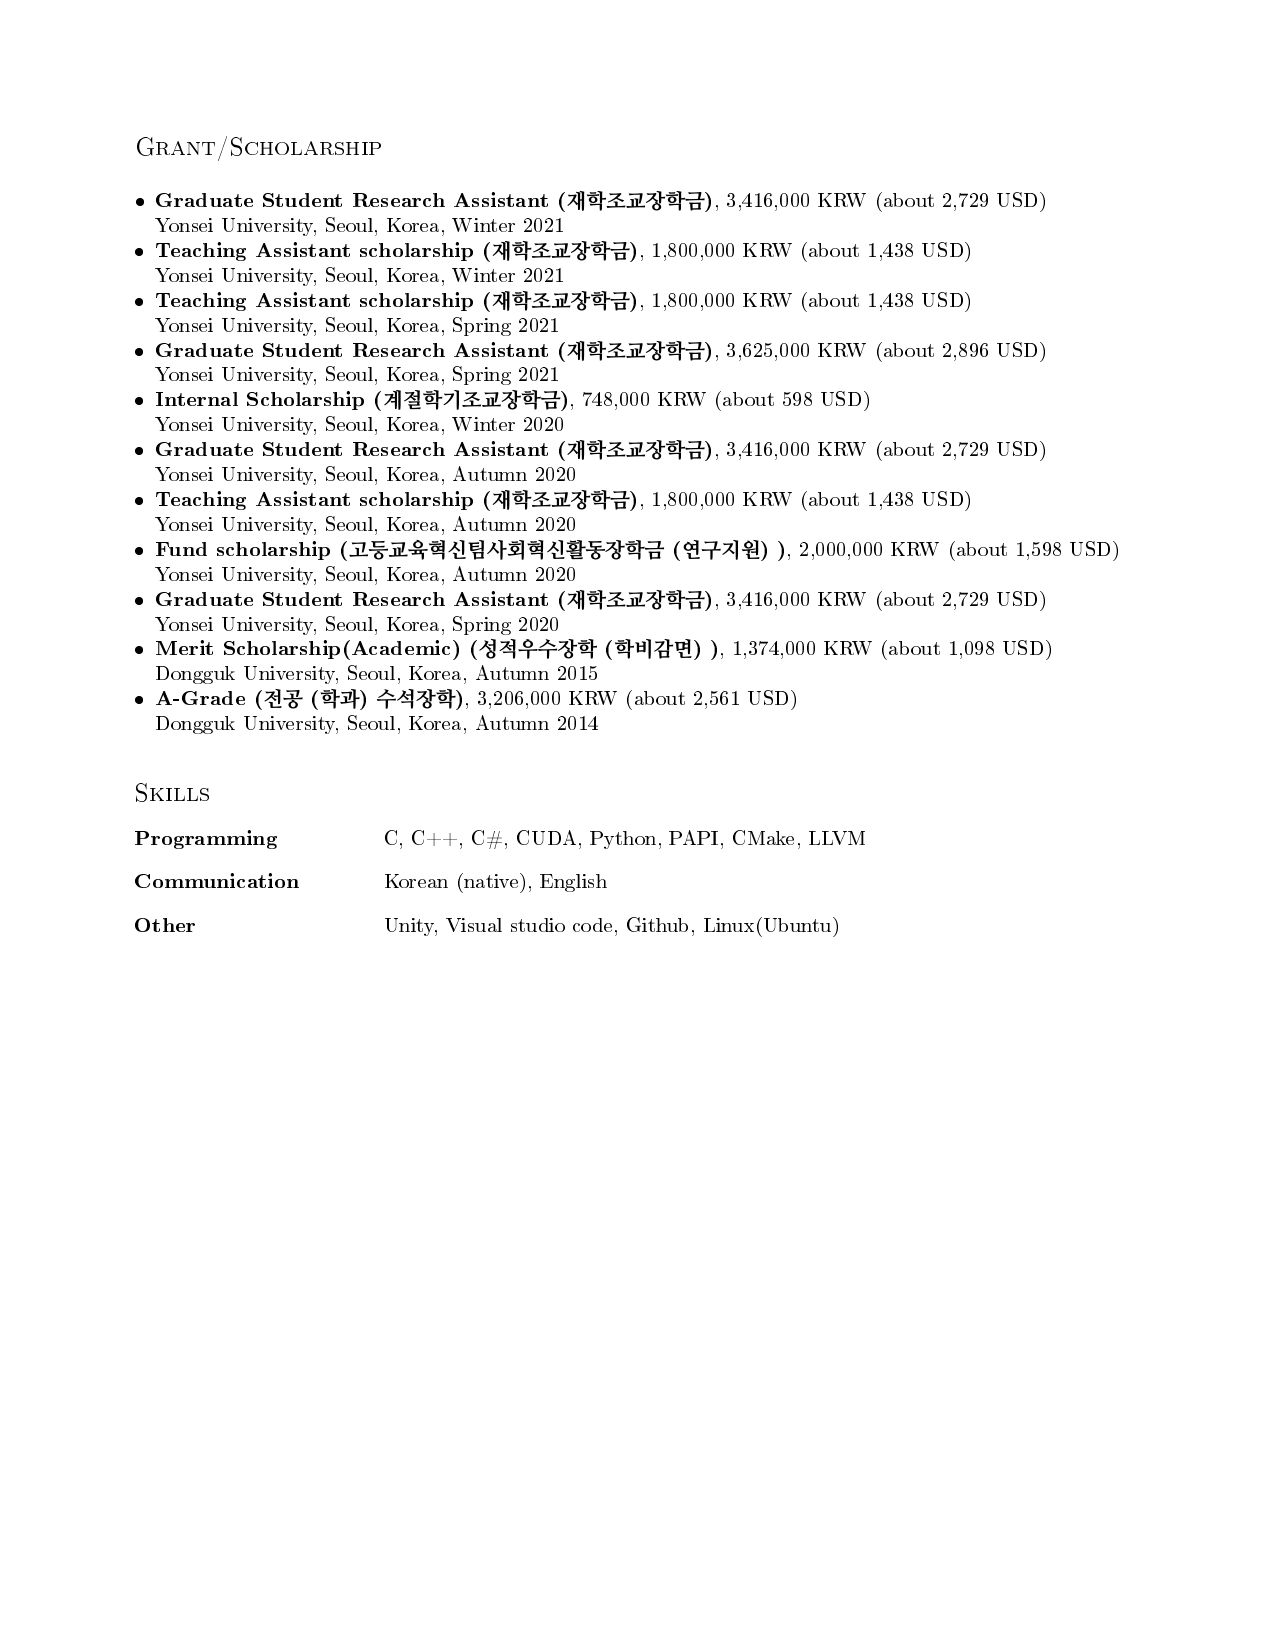 Grant/Scholarship
• Graduate Student Research Assistant (재학조교장학금), 3,416,000 KRW (about 2,729 USD)
Yonsei University, Seoul, Korea, Winter 2021
• Teaching Assistant scholarship (재학조교장학금), 1,800,000 KRW (about 1,438 USD)
Yonsei University, Seoul, Korea, Winter 2021
• Teaching Assistant scholarship (재학조교장학금), 1,800,000 KRW (about 1,438 USD)
Yonsei University, Seoul, Korea, Spring 2021
• Graduate Student Research Assistant (재학조교장학금), 3,625,000 KRW (about 2,896 USD)
Yonsei University, Seoul, Korea, Spring 2021
• Internal Scholarship (계절학기조교장학금), 748,000 KRW (about 598 USD)
Yonsei University, Seoul, Korea, Winter 2020
• Graduate Student Research Assistant (재학조교장학금), 3,416,000 KRW (about 2,729 USD)
Yonsei University, Seoul, Korea, Autumn 2020
• Teaching Assistant scholarship (재학조교장학금), 1,800,000 KRW (about 1,438 USD)
Yonsei University, Seoul, Korea, Autumn 2020
• Fund scholarship (고등교육혁신팀사회혁신활동장학금 (연구지원) ), 2,000,000 KRW (about 1,598 USD)
Yonsei University, Seoul, Korea, Autumn 2020
• Graduate Student Research Assistant (재학조교장학금), 3,416,000 KRW (about 2,729 USD)
Yonsei University, Seoul, Korea, Spring 2020
• Merit Scholarship(Academic) (성적우수장학 (학비감면) ), 1,374,000 KRW (about 1,098 USD)
Dongguk University, Seoul, Korea, Autumn 2015
• A-Grade (전공 (학과) 수석장학), 3,206,000 KRW (about 2,561 USD)
Dongguk University, Seoul, Korea, Autumn 2014
Skills
Programming C, C++, C#, CUDA, Python, PAPI, CMake, LLVM
Communication Korean (native), English
Other Unity, Visual studio code, Github, Linux(Ubuntu)